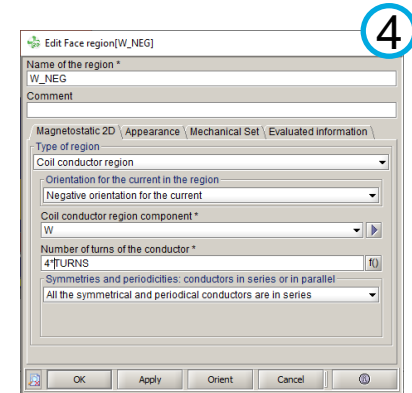 4
Edit Face region[W_NEG]
Name of the region *
W_NEG
Comment
Magnetostatic 2D Appearance Mechanical Set Evaluated information
Type of region
Coil conductor region
Orientation for the current in the region
Negative orientation for the current
Coil conductor region component *
W
Number of turns of the conductor *
4*TURNS f()
Symmetries and periodicities: conductors in series or in parallel
All the symmetrical and periodical conductors are in series
OK Apply Orient Cancel